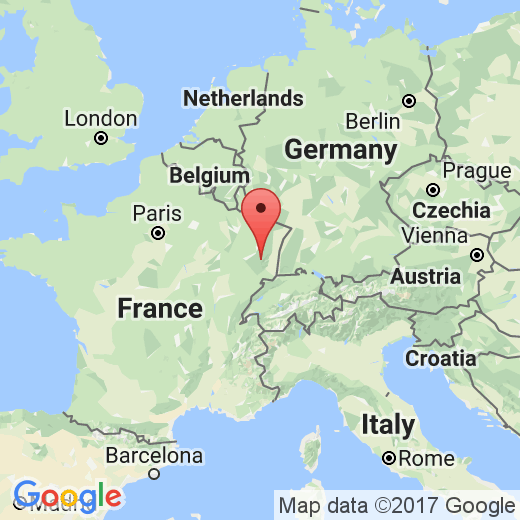 Netherlands
Berlin
London
Germany
Belgium
Prague
Czechia
Paris
Vienna
Austria
France
Croatia
Italy
Barcelona
Rome
Google
Map data ©2017 Google